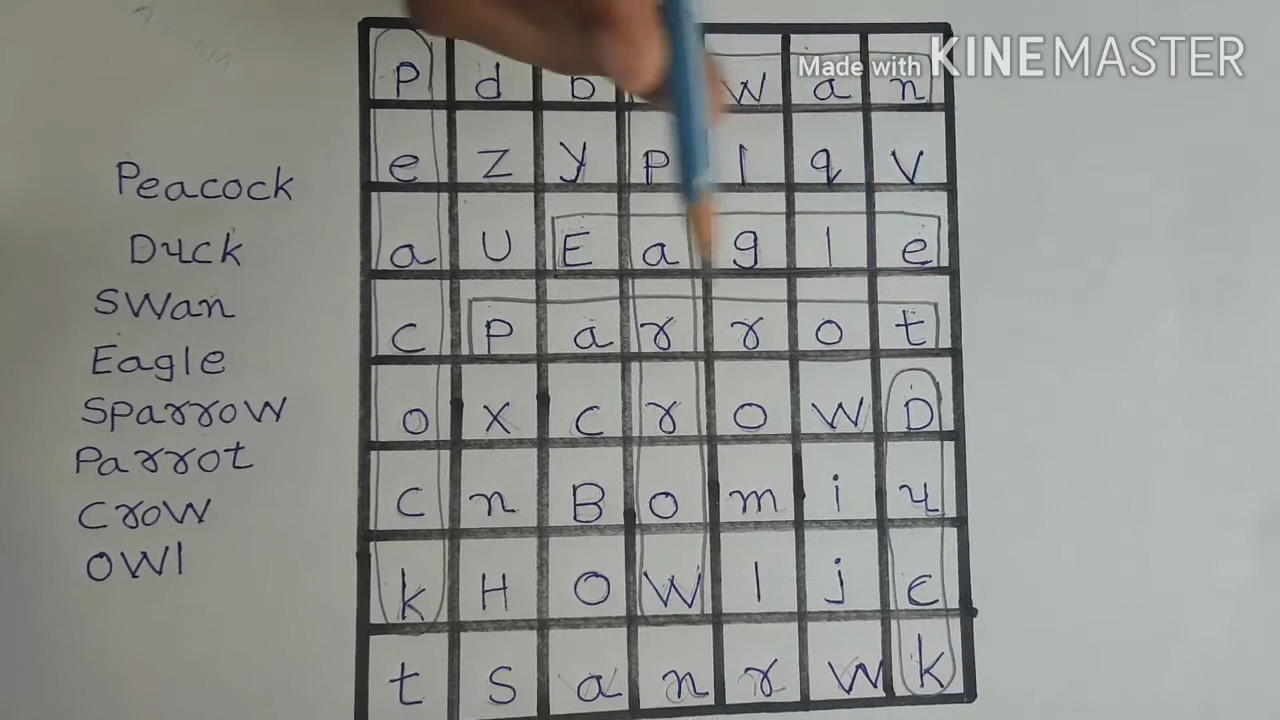 P d b w a n
e z y p l q v
a U E a g l e
c p a r r o t
o x c r o w D
c n B o m i u
k H O W l j c
t s a n r w k
Peacock
Duck
Swan
Eagle
Sparrow
Parrot
Crow
Owl
Made with KINEMASTER